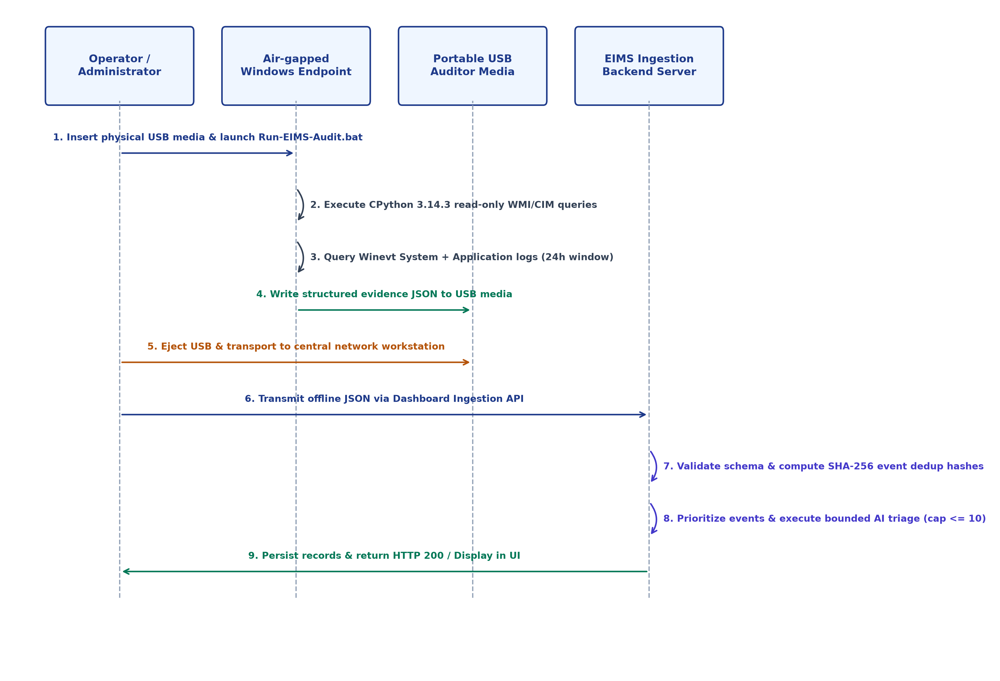 Operator /
Administrator
Air-gapped
Windows Endpoint
Portable USB
Auditor Media
EIMS Ingestion
Backend Server
1. Insert physical USB media & launch Run-EIMS-Audit.bat
2. Execute CPython 3.14.3 read-only WMI/CIM queries
3. Query Winevt System + Application logs (24h window)
4. Write structured evidence JSON to USB media
5. Eject USB & transport to central network workstation
6. Transmit offline JSON via Dashboard Ingestion API
7. Validate schema & compute SHA-256 event dedup hashes
8. Prioritize events & execute bounded AI triage (cap <= 10)
9. Persist records & return HTTP 200 / Display in UI